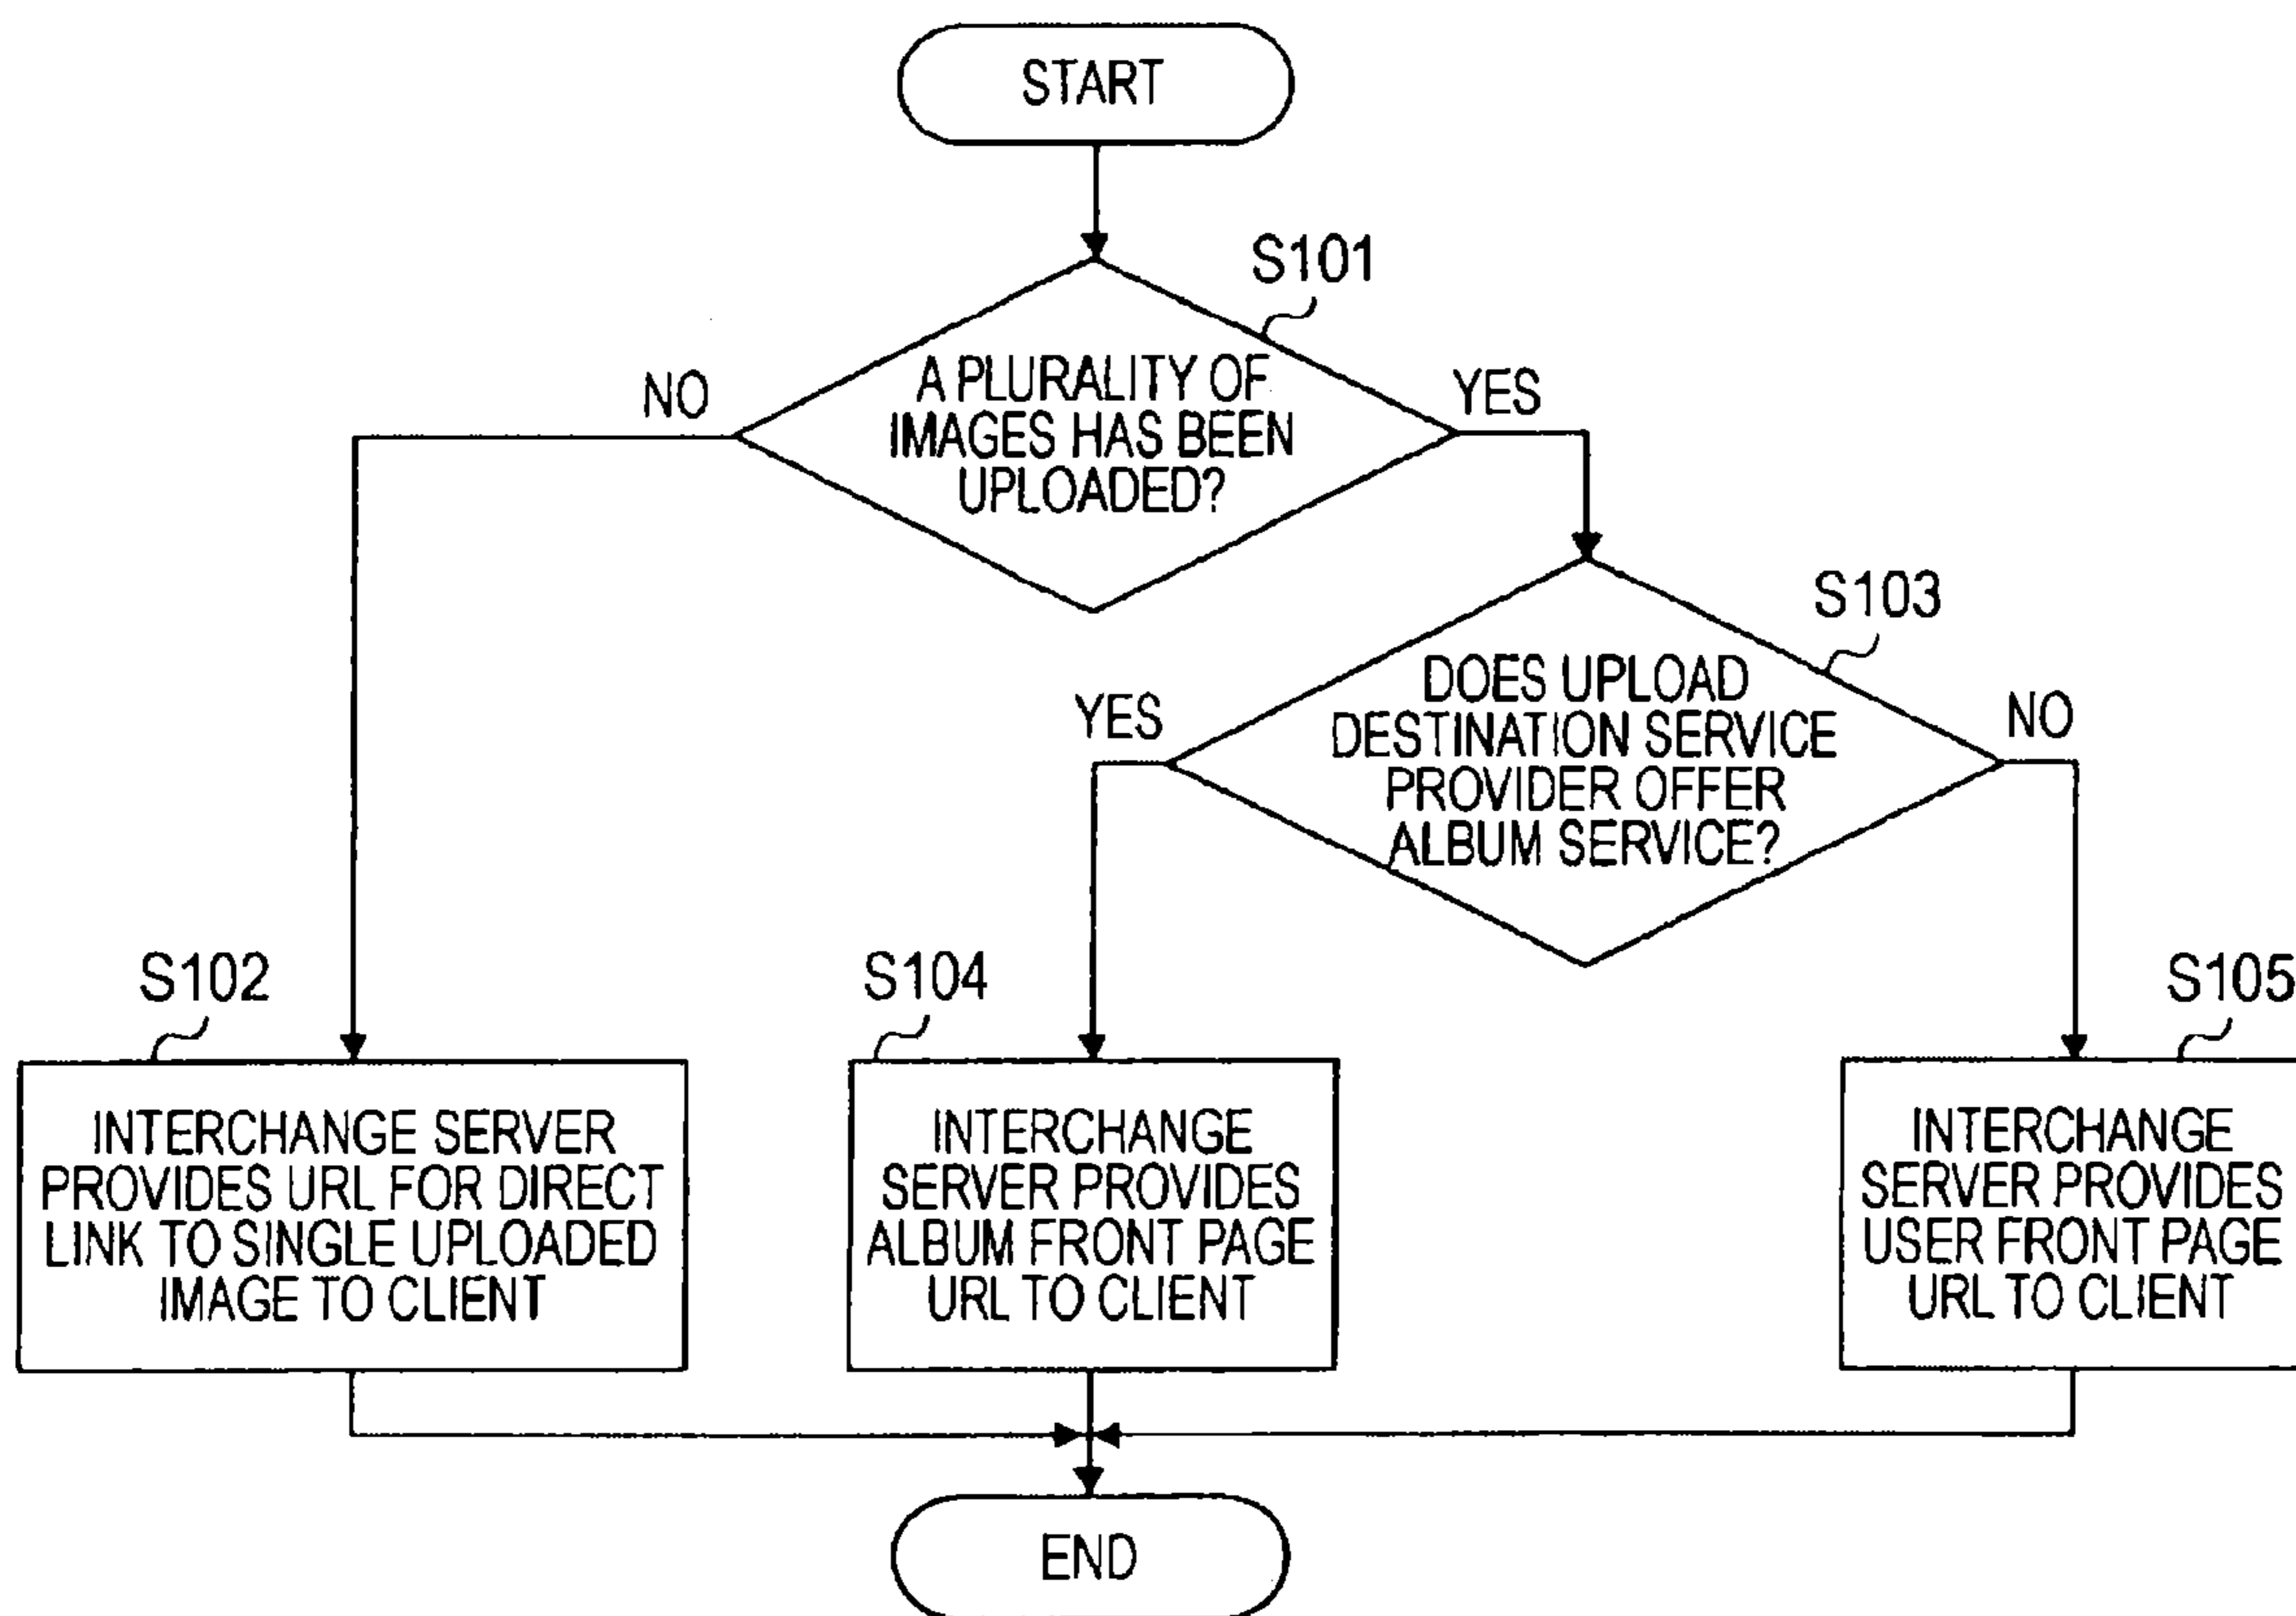 START
S101
A PLURALITY OF
IMAGES HAS BEEN
UPLOADED?
NO
YES
S103
DOES UPLOAD
DESTINATION SERVICE
PROVIDER OFFER
ALBUM SERVICE?
YES
NO
S102
INTERCHANGE SERVER
PROVIDES URL FOR DIRECT
LINK TO SINGLE UPLOADED
IMAGE TO CLIENT
S104
INTERCHANGE
SERVER PROVIDES
ALBUM FRONT PAGE
URL TO CLIENT
S105
INTERCHANGE
SERVER PROVIDES
USER FRONT PAGE
URL TO CLIENT
END